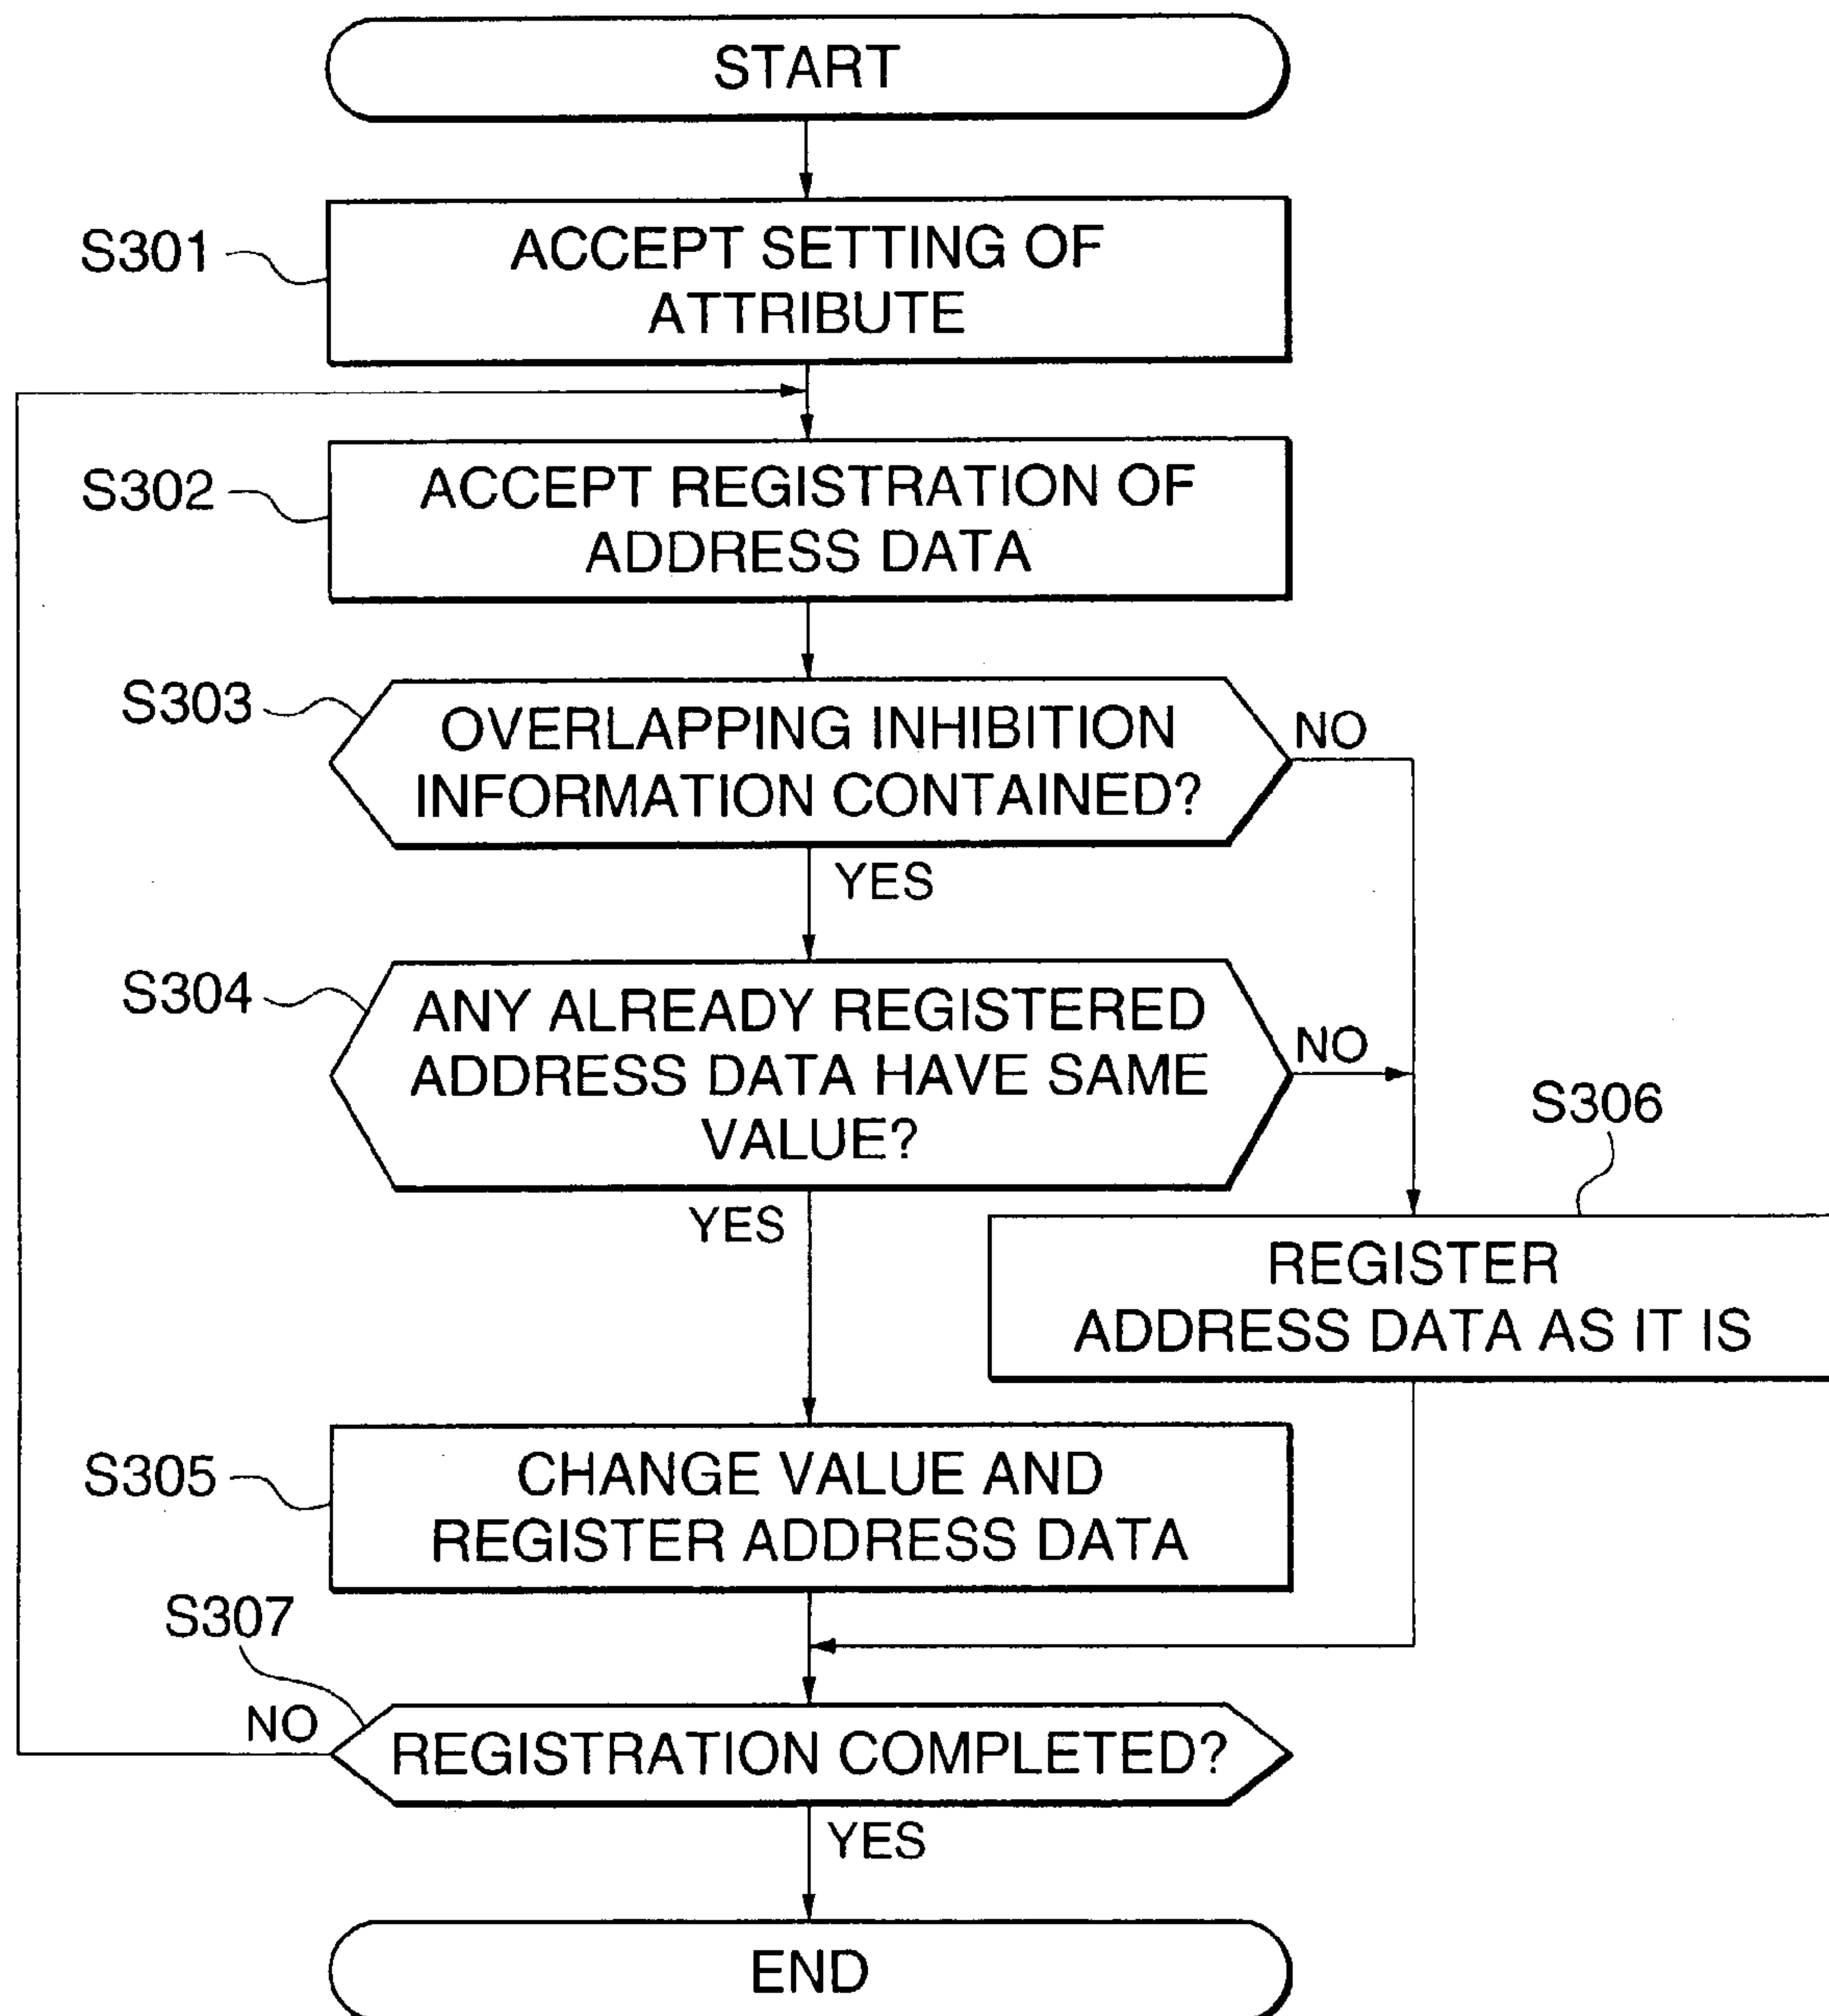 START
S301
ACCEPT SETTING OF
ATTRIBUTE
S302
ACCEPT REGISTRATION OF
ADDRESS DATA
S303
OVERLAPPING INHIBITION
INFORMATION CONTAINED?
NO
YES
S304
ANY ALREADY REGISTERED
ADDRESS DATA HAVE SAME
VALUE?
NO
YES
S306
REGISTER
ADDRESS DATA AS IT IS
S305
CHANGE VALUE AND
REGISTER ADDRESS DATA
S307
NO
REGISTRATION COMPLETED?
YES
END